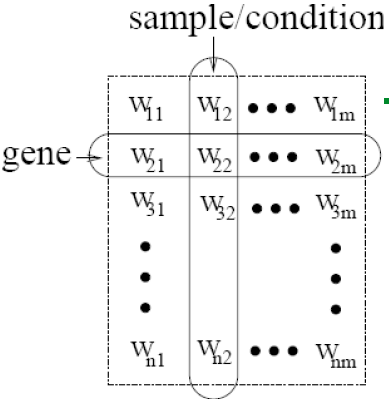 sample/condition
w11 w12 ●●● w1m
gene w21 w22 ●●● w2m
w31 w32 ●●● w3m
wn1 wn2 ●●● wnm